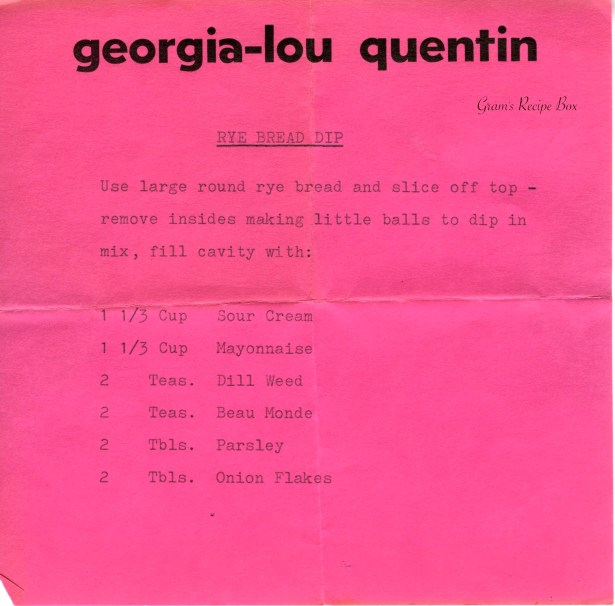 georgia-lou quentin
Gram's Recipe Box
RYE BREAD DIP
Use large round rye bread and slice off top -
remove insides making little balls to dip in
mix, fill cavity with:
1 1/3 Cup Sour Cream
1 1/3 Cup Mayonnaise
2 Teas. Dill Weed
2 Teas. Beau Monde
2 Tbls. Parsley
2 Tbls. Onion Flakes